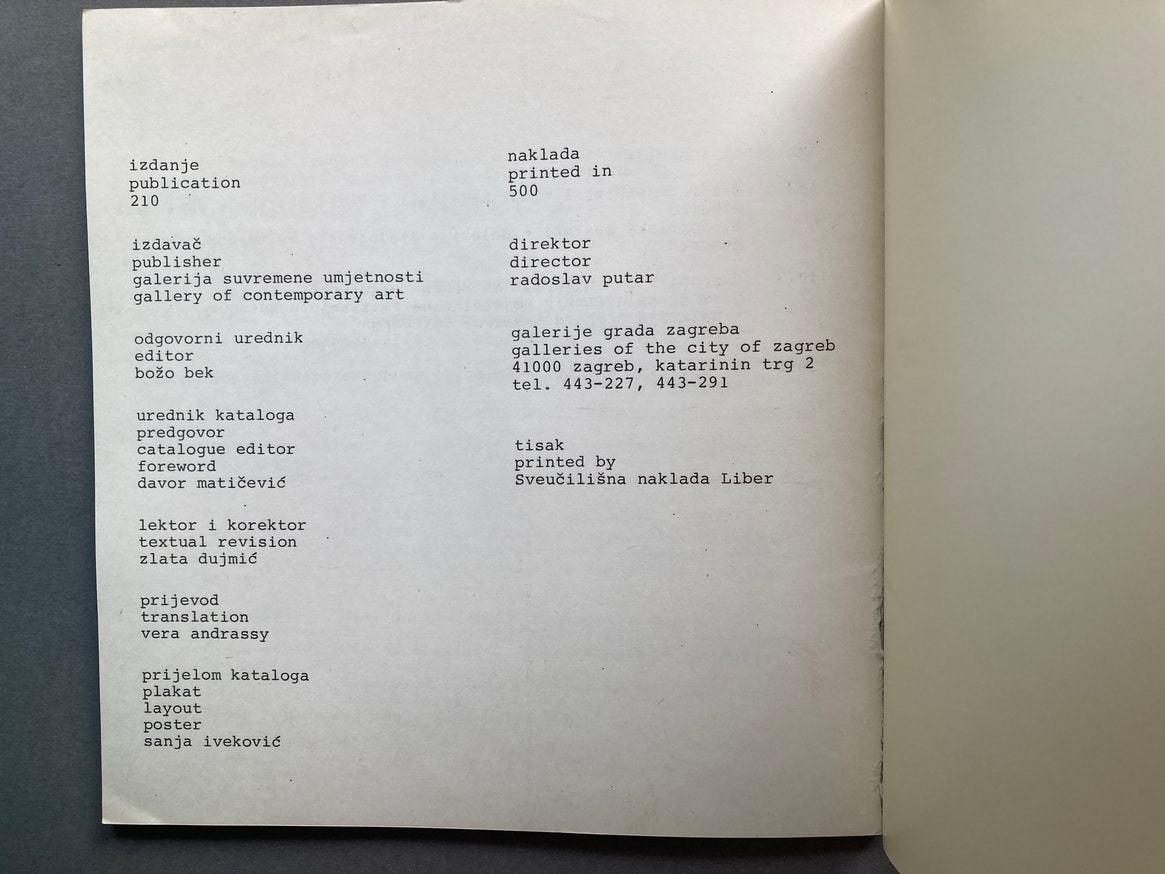 izdanje
publication
210
izdavač
publisher
galerija suvremene umjetnosti
gallery of contemporary art
odgovorni urednik
editor
božo bek
urednik kataloga
predgovor
catalogue editor
foreword
davor matičević
lektor i korektor
textual revision
zlata dujmić
prijevod
translation
vera andrassy
prijelom kataloga
plakat
layout
poster
sanja iveković
naklada
printed in
500
direktor
director
radoslav putar
galerije grada zagreba
galleries of the city of zagreb
41000 zagreb, katarinin trg 2
tel. 443-227, 443-291
tisak
printed by
Sveučilišna naklada Liber